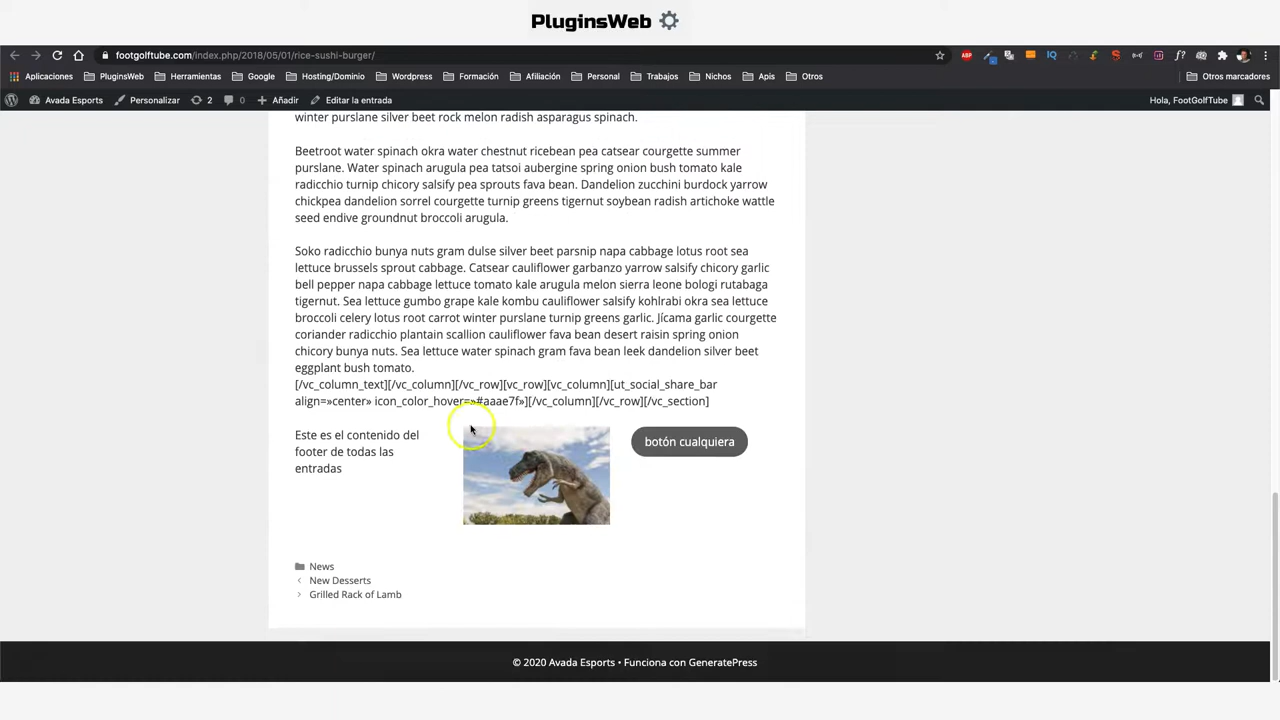 PluginsWeb
footgolftube.com/index.php/2018/05/01/rice-sushi-burger/
Aplicaciones PluginsWeb Herramientas Google Hosting/Dominio Wordpress Formación Afiliación Personal Trabajos Nichos Apis Otros Otros marcadores
Avada Esports Personalizar 2 0 Añadir Editar la entrada Hola, FootGolfTube
winter purslane silver beet rock melon radish asparagus spinach.
Beetroot water spinach okra water chestnut ricebean pea catsear courgette summer
purslane. Water spinach arugula pea tatsoi aubergine spring onion bush tomato kale
radicchio turnip chicory salsify pea sprouts fava bean. Dandelion zucchini burdock yarrow
chickpea dandelion sorrel courgette turnip greens tigernut soybean radish artichoke wattle
seed endive groundnut broccoli arugula.
Soko radicchio bunya nuts gram dulse silver beet parsnip napa cabbage lotus root sea
lettuce brussels sprout cabbage. Catsear cauliflower garbanzo yarrow salsify chicory garlic
bell pepper napa cabbage lettuce tomato kale arugula melon sierra leone bologi rutabaga
tigernut. Sea lettuce gumbo grape kale kombu cauliflower salsify kohlrabi okra sea lettuce
broccoli celery lotus root carrot winter purslane turnip greens garlic. Jícama garlic courgette
coriander radicchio plantain scallion cauliflower fava bean desert raisin spring onion
chicory bunya nuts. Sea lettuce water spinach gram fava bean leek dandelion silver beet
eggplant bush tomato.
[/vc_column_text][/vc_column][/vc_row][vc_row][vc_column][ut_social_share_bar
align=»center» icon_color_hover=»#aaae7f»][/vc_column][/vc_row][/vc_section]
Este es el contenido del
footer de todas las
entradas
botón cualquiera
News
New Desserts
Grilled Rack of Lamb
© 2020 Avada Esports • Funciona con GeneratePress